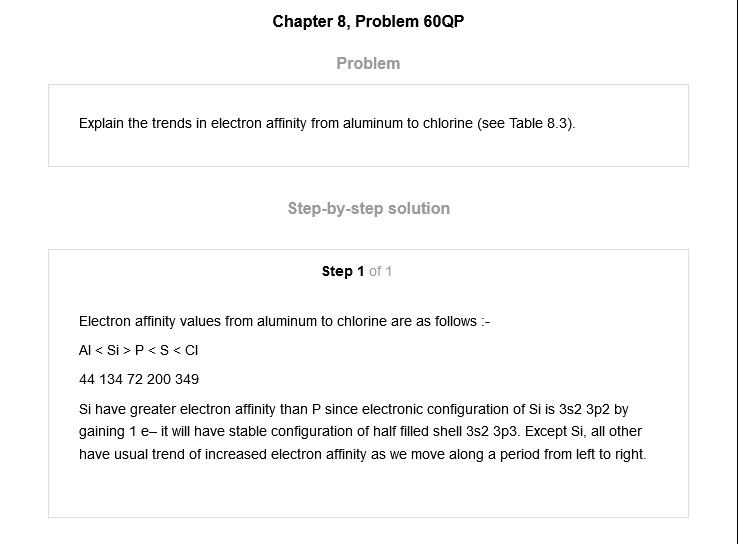 Chapter 8, Problem 60QP
Problem
Explain the trends in electron affinity from aluminum to chlorine (see Table 8.3).
Step-by-step solution
Step 1 of 1
Electron affinity values from aluminum to chlorine are as follows :-
Al < Si > P < S < Cl
44 134 72 200 349
Si have greater electron affinity than P since electronic configuration of Si is 3s2 3p2 by
gaining 1 e– it will have stable configuration of half filled shell 3s2 3p3. Except Si, all other
have usual trend of increased electron affinity as we move along a period from left to right.